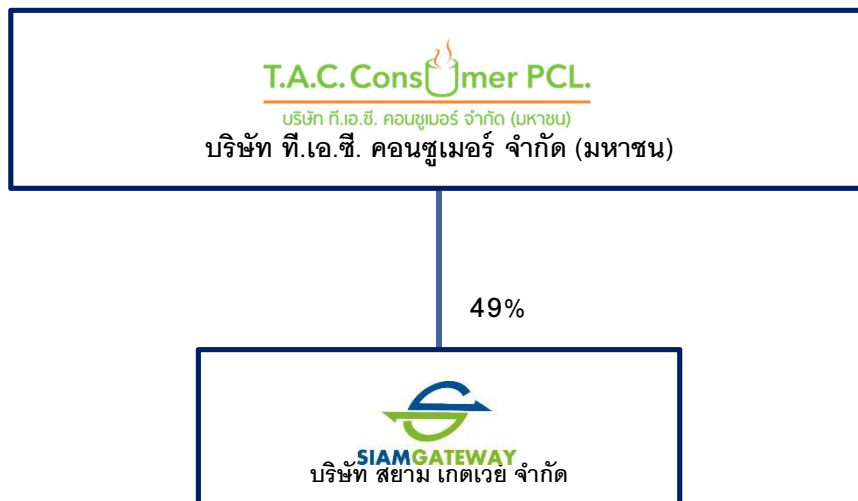 T.A.C. Consumer PCL.
บริษัท ที.เอ.ซี. คอนซูเมอร์ จำกัด (มหาชน)
บริษัท ที.เอ.ซี. คอนซูเมอร์ จำกัด (มหาชน)
49%
SIAMGATEWAY
บริษัท สยาม เกตเวย์ จำกัด